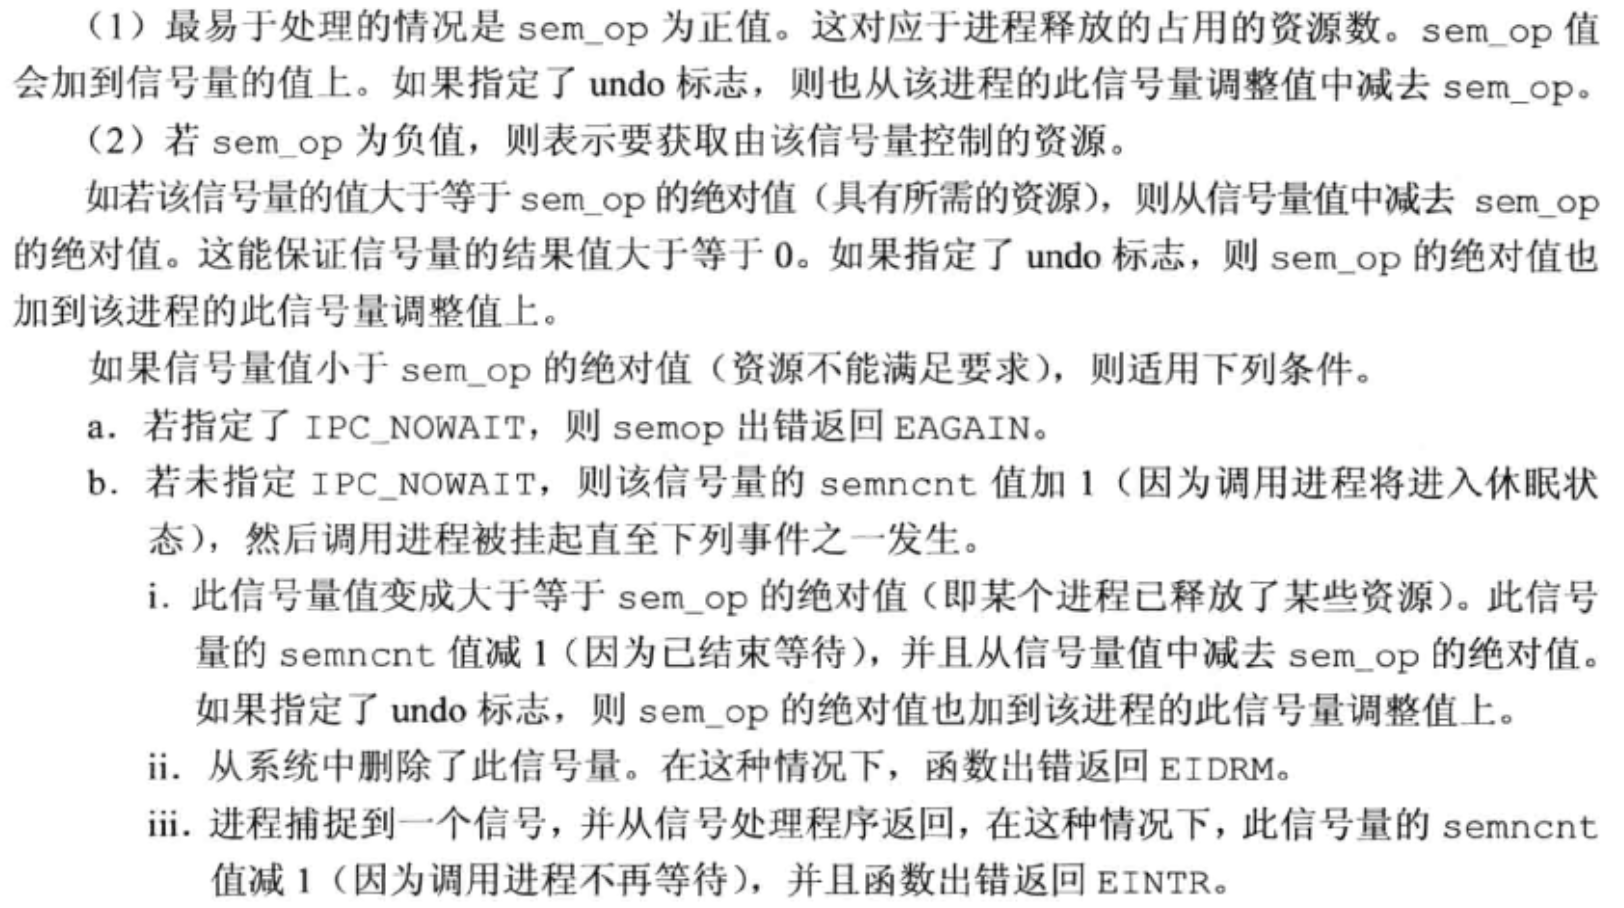 （1）最易于处理的情况是 sem_op 为正值。这对应于进程释放的占用的资源数。sem_op 值
会加到信号量的值上。如果指定了 undo 标志，则也从该进程的此信号量调整值中减去 sem_op。
（2）若 sem_op 为负值，则表示要获取由该信号量控制的资源。
如若该信号量的值大于等于 sem_op 的绝对值（具有所需的资源），则从信号量值中减去 sem_op
的绝对值。这能保证信号量的结果值大于等于 0。如果指定了 undo 标志，则 sem_op 的绝对值也
加到该进程的此信号量调整值上。
如果信号量值小于 sem_op 的绝对值（资源不能满足要求），则适用下列条件。
a. 若指定了 IPC_NOWAIT，则 semop 出错返回 EAGAIN。
b. 若未指定 IPC_NOWAIT，则该信号量的 semncnt 值加 1（因为调用进程将进入休眠状
态），然后调用进程被挂起直至下列事件之一发生。
i. 此信号量值变成大于等于 sem_op 的绝对值（即某个进程已释放了某些资源）。此信号
量的 semncnt 值减 1（因为已结束等待），并且从信号量值中减去 sem_op 的绝对值。
如果指定了 undo 标志，则 sem_op 的绝对值也加到该进程的此信号量调整值上。
ii. 从系统中删除了此信号量。在这种情况下，函数出错返回 EIDRM。
iii. 进程捕捉到一个信号，并从信号处理程序返回，在这种情况下，此信号量的 semncnt
值减 1（因为调用进程不再等待），并且函数出错返回 EINTR。